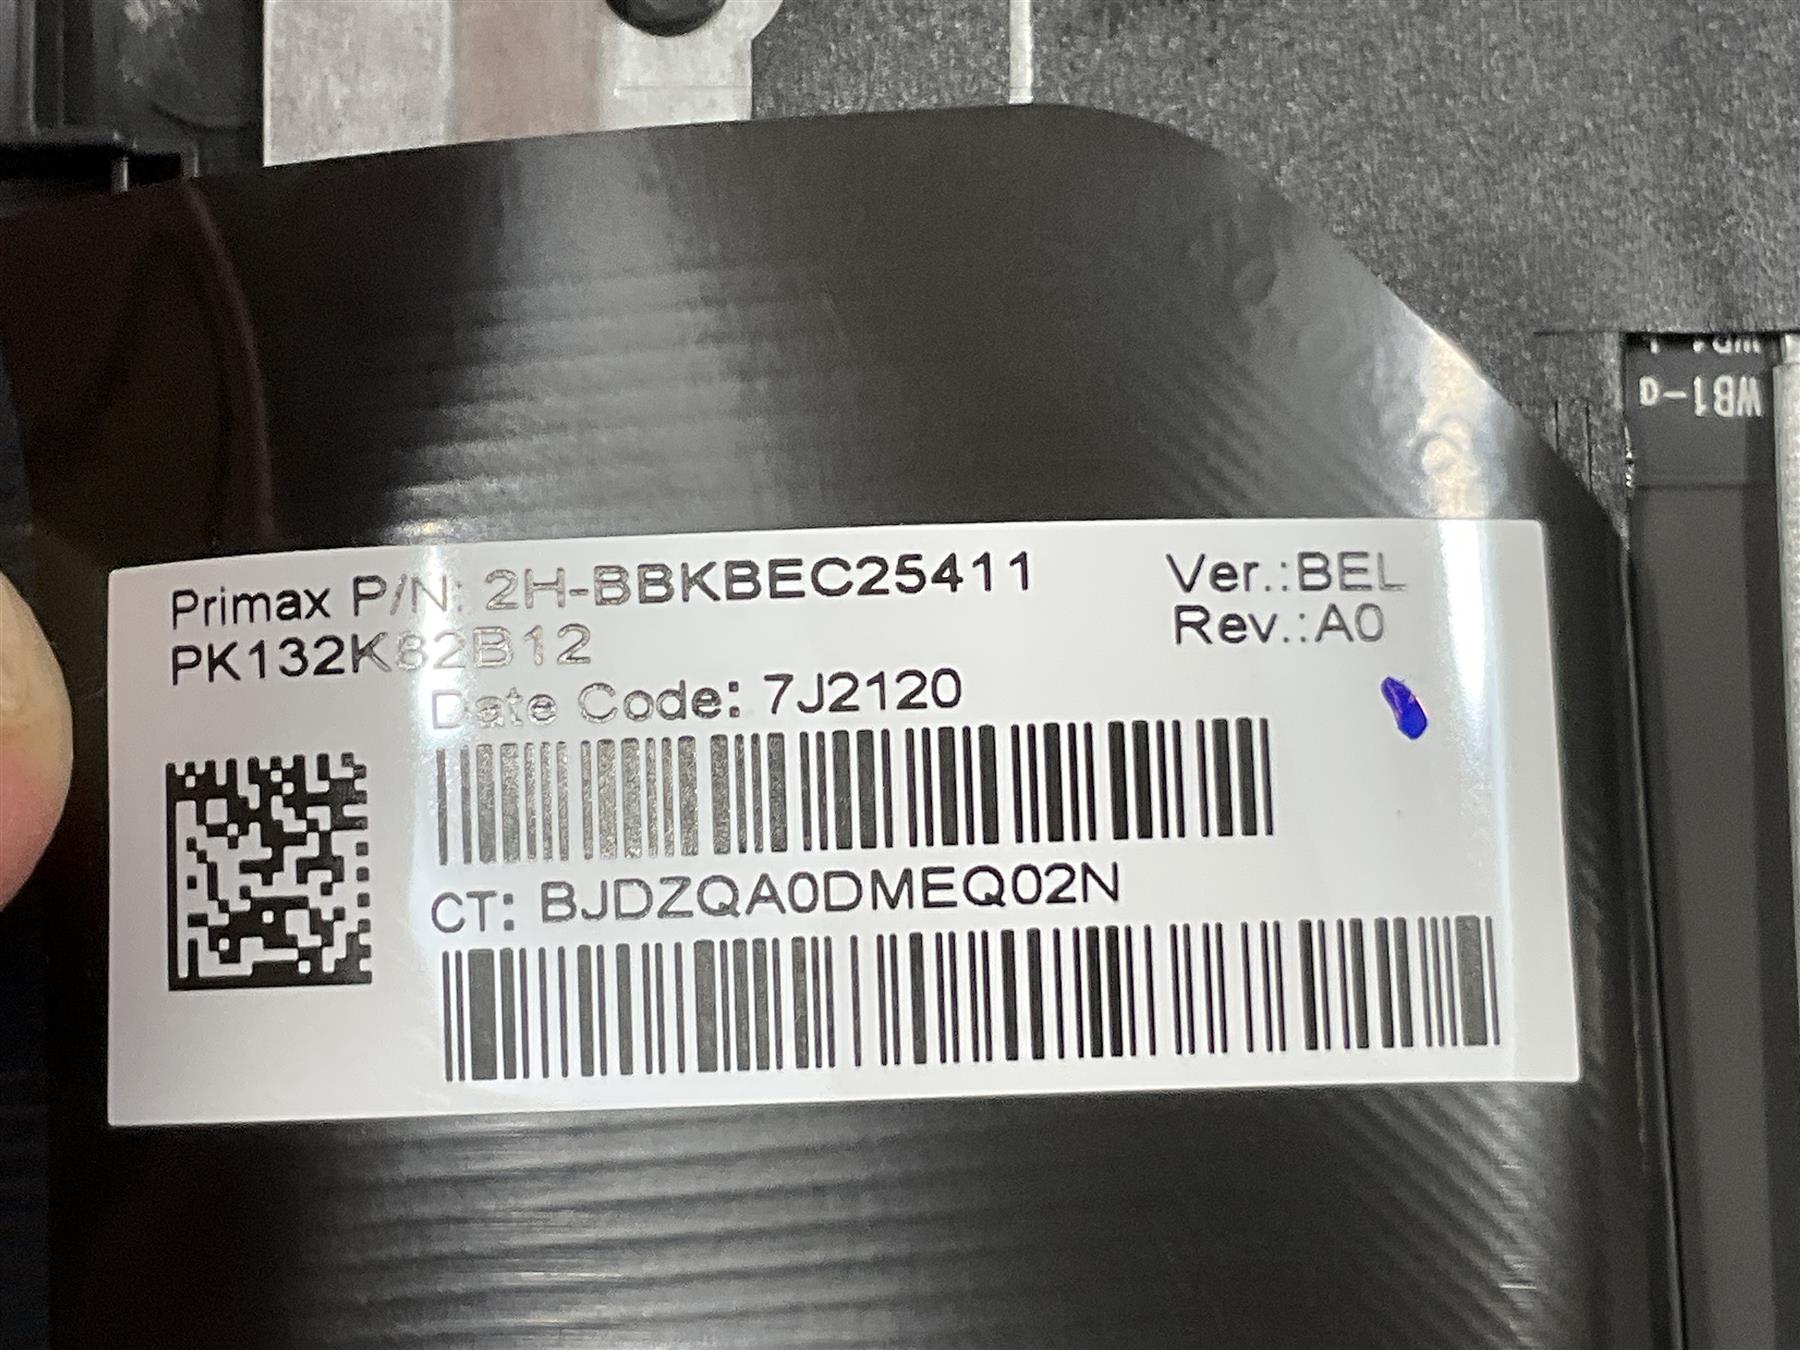 Primax P/N: 2H-BBKBEC25411
Ver.:BEL
PK132K82B12
Rev.:A0
Date Code: 7J2120
CT: BJDZQA0DMEQ02N
WB1-a